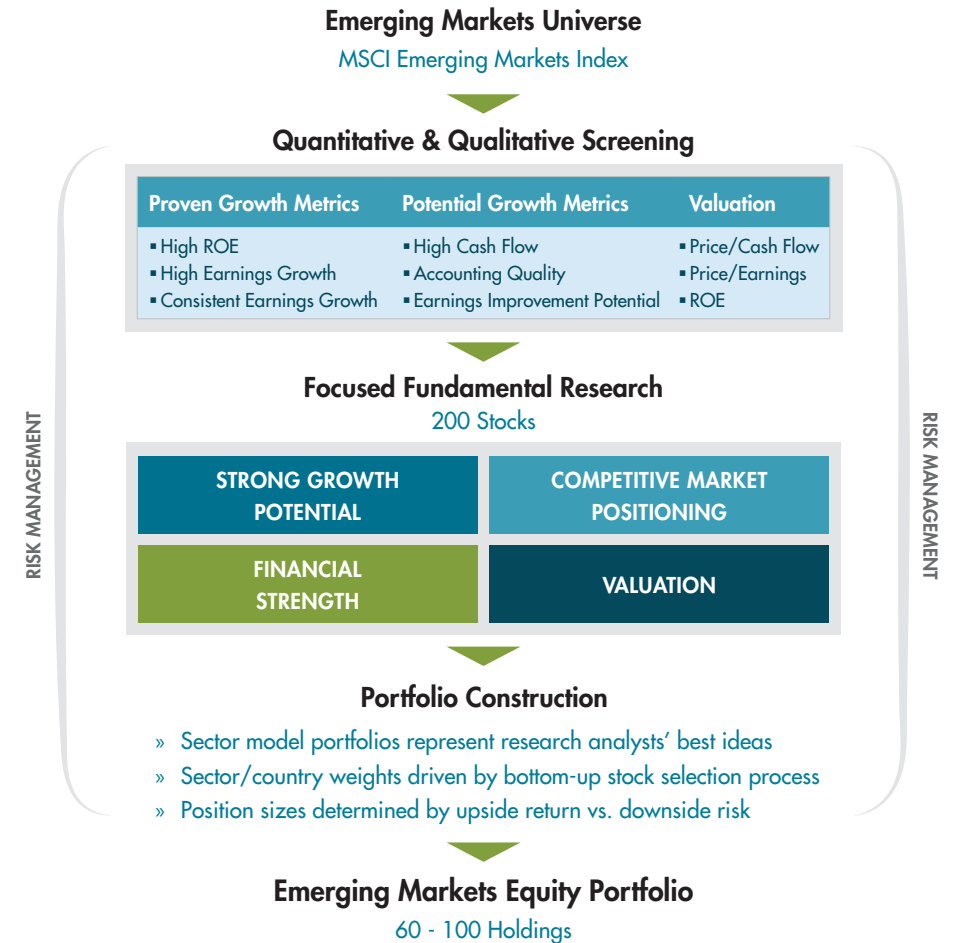 Emerging Markets Universe
MSCI Emerging Markets Index
Quantitative & Qualitative Screening
Proven Growth Metrics
▪ High ROE
▪ High Earnings Growth
▪ Consistent Earnings Growth
Potential Growth Metrics
▪ High Cash Flow
▪ Accounting Quality
▪ Earnings Improvement Potential
Valuation
▪ Price/Cash Flow
▪ Price/Earnings
▪ ROE
Focused Fundamental Research
200 Stocks
STRONG GROWTH
POTENTIAL
COMPETITIVE MARKET
POSITIONING
FINANCIAL
STRENGTH
VALUATION
Portfolio Construction
» Sector model portfolios represent research analysts’ best ideas
» Sector/country weights driven by bottom-up stock selection process
» Position sizes determined by upside return vs. downside risk
Emerging Markets Equity Portfolio
60 - 100 Holdings
RISK MANAGEMENT
RISK MANAGEMENT